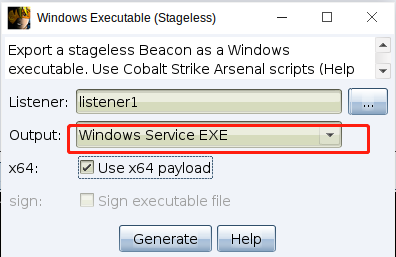 Windows Executable (Stageless)
Export a stageless Beacon as a Windows
executable. Use Cobalt Strike Arsenal scripts (Help
Listener: listener1 ...
Output: Windows Service EXE
x64: Use x64 payload
sign: Sign executable file
Generate Help